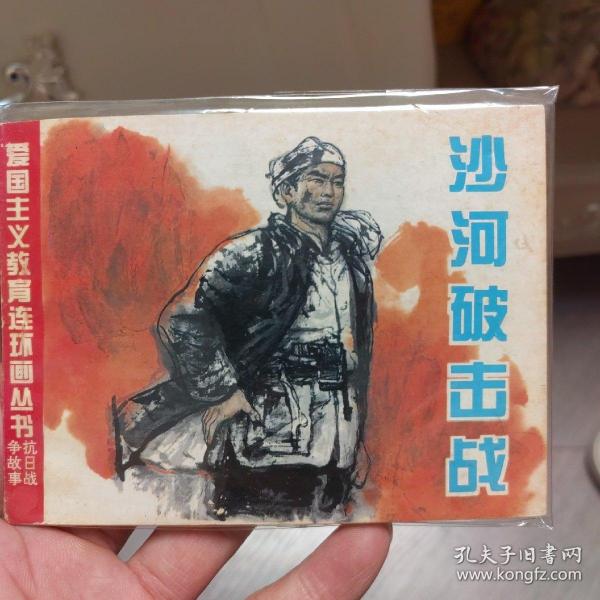 爱国主义教育连环画丛书
抗日战
争故事
沙河破击战
孔夫子旧书网
www.kongfz.com